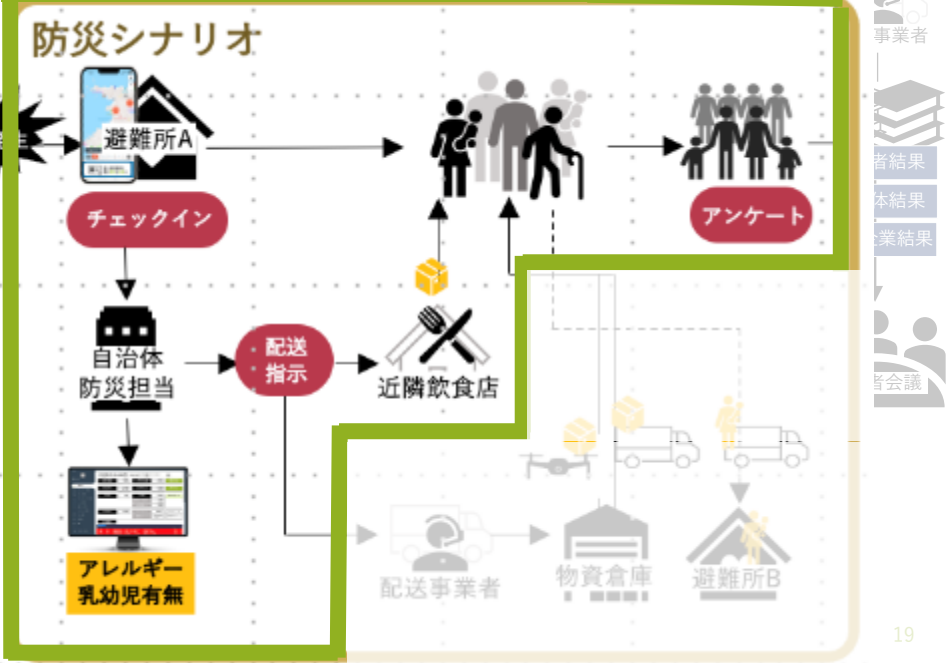 防災シナリオ
事業者
避難所A
者結果
体結果
業結果
チェックイン
アンケート
自治体
防災担当
配送
指示
近隣飲食店
者会議
アレルギー
乳幼児有無
配送事業者
物資倉庫
避難所B
19